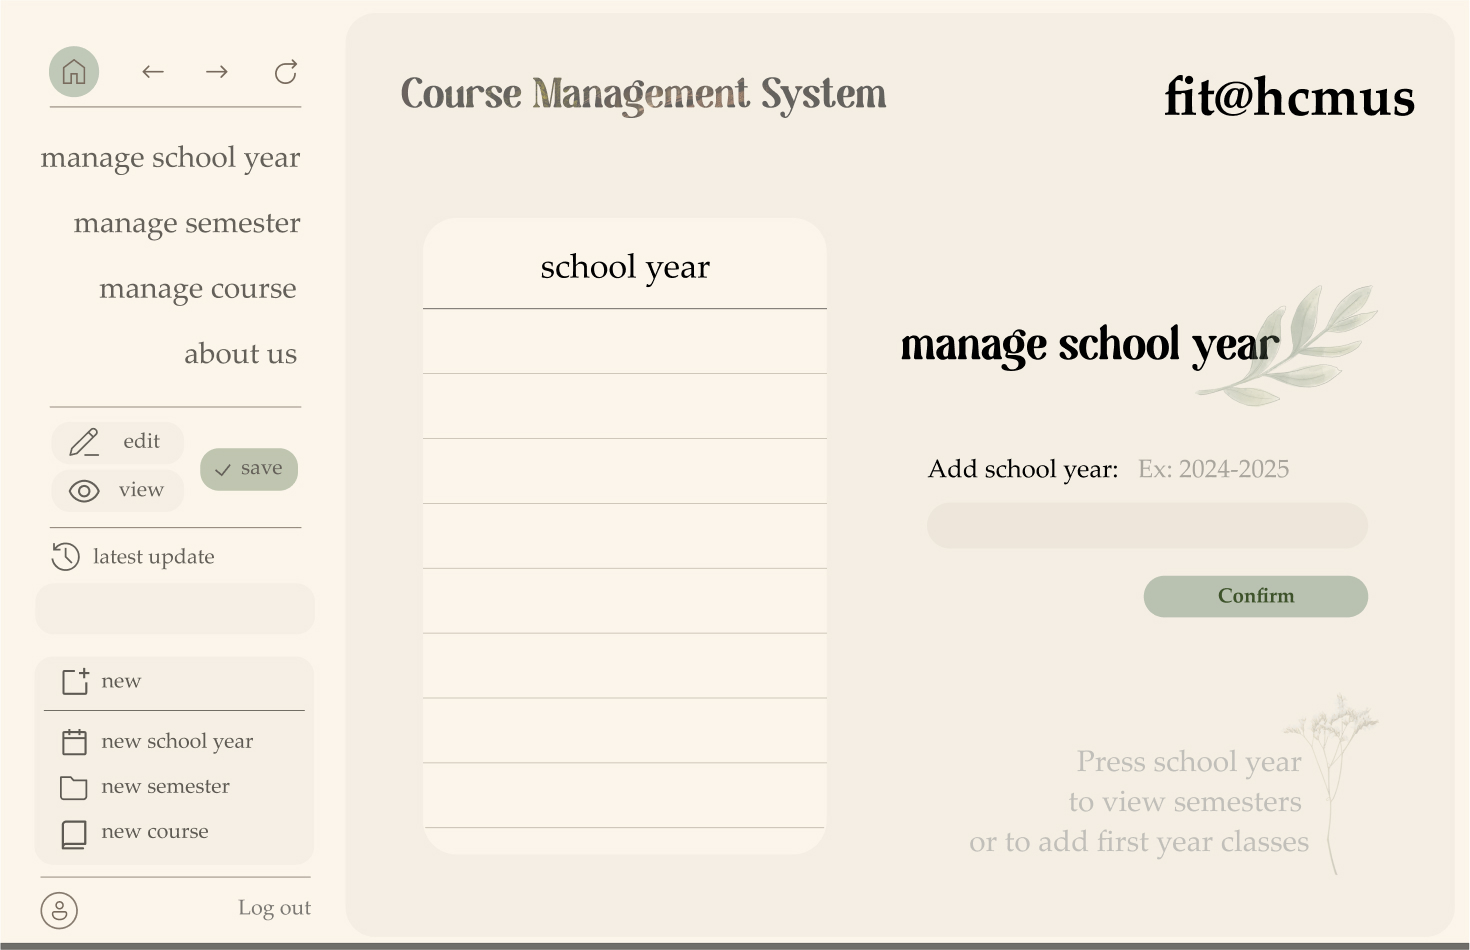 manage school year
manage semester
manage course
about us
edit
view
save
latest update
new
new school year
new semester
new course
Log out
Course Management System
fit@hcmus
school year
manage school year
Add school year: Ex: 2024-2025
Confirm
Press school year
to view semesters
or to add first year classes